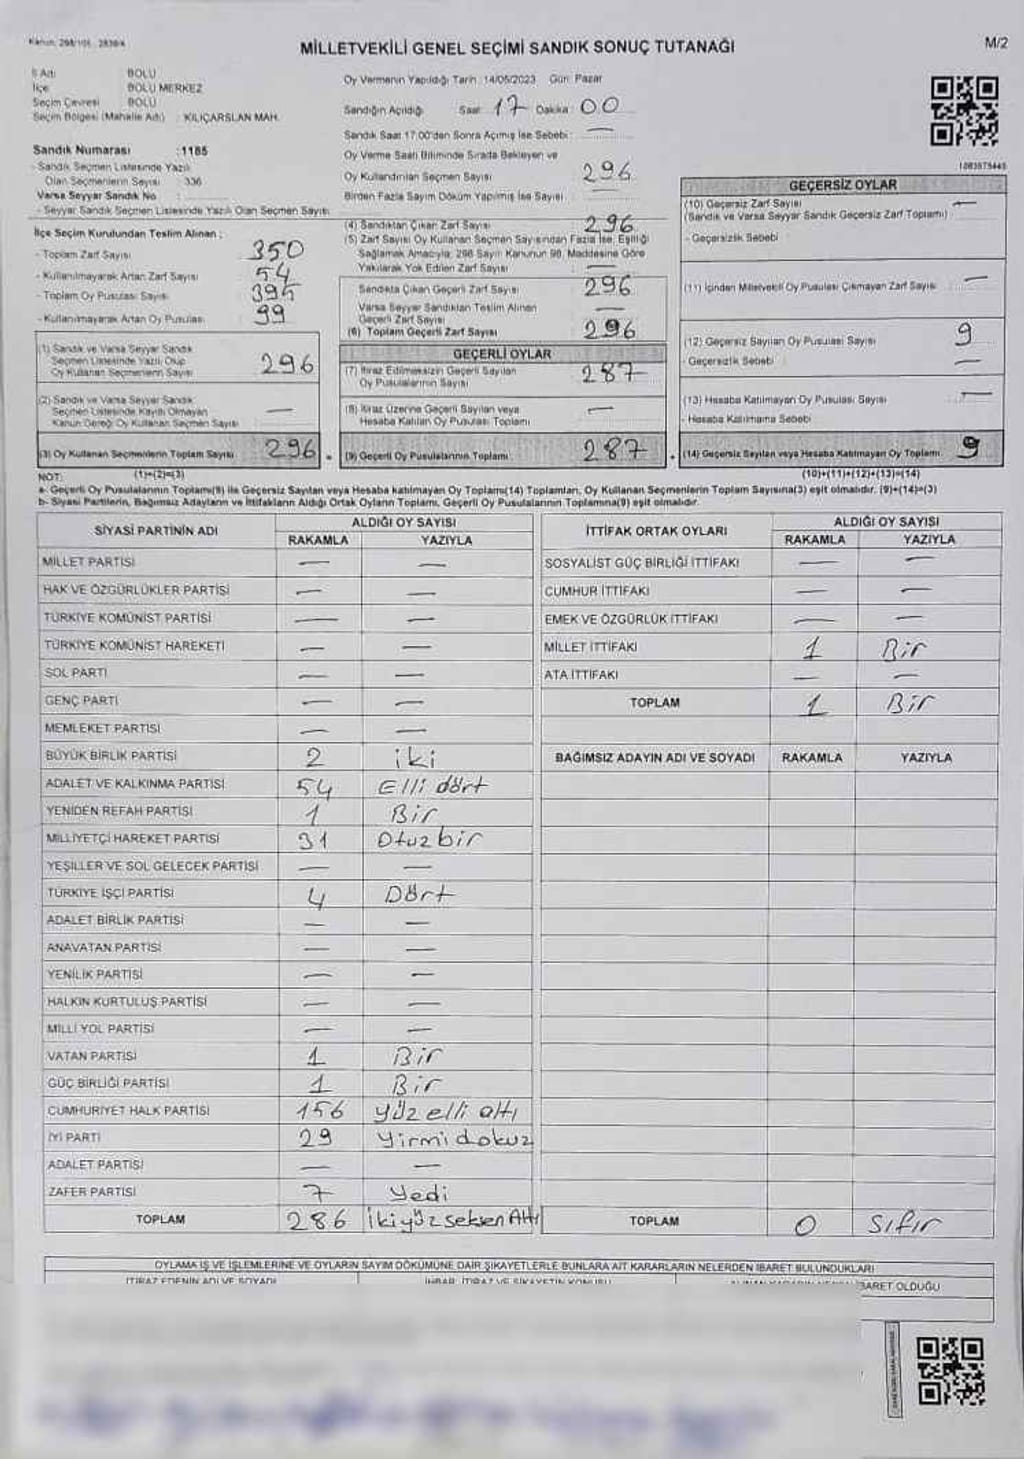 Kanun: 298/105 - 2839/4
MİLLETVEKİLİ GENEL SEÇİMİ SANDIK SONUÇ TUTANAĞI
M/2
İl Adı BOLU
İlçe BOLU MERKEZ
Seçim Çevresi BOLU
Seçim Bölgesi (Mahalle Adı) : KILIÇARSLAN MAH.
Oy Vermenin Yapıldığı Tarih : 14/05/2023 Gün: Pazar
Sandığın Açıldığı Saat : 17 Dakika : 00
Sandık Saat 17:00'den Sonra Açılmış İse Sebebi : —
Sandık Numarası : 1185
- Sandık Seçmen Listesinde Yazılı
Olan Seçmenlerin Sayısı : 336
Varsa Seyyar Sandık No :
- Seyyar Sandık Seçmen Listesinde Yazılı Olan Seçmen Sayısı :
Oy Verme Saati Bitiminde Sırada Bekleyen ve
Oy Kullandırılan Seçmen Sayısı : 296
Birden Fazla Sayım Döküm Yapılmış İse Sayısı :
1083575445
İlçe Seçim Kurulundan Teslim Alınan :
- Toplam Zarf Sayısı : 350
- Kullanılmayarak Artan Zarf Sayısı : 54
- Toplam Oy Pusulası Sayısı : 395
- Kullanılmayarak Artan Oy Pusulası : 99
(1) Sandık ve Varsa Seyyar Sandık
Seçmen Listesinde Yazılı Olup
Oy Kullanan Seçmenlerin Sayısı 296
(2) Sandık ve Varsa Seyyar Sandık
Seçmen Listesinde Kayıtlı Olmayan
Kanun Gereği Oy Kullanan Seçmen Sayısı —
(3) Oy Kullanan Seçmenlerin Toplam Sayısı : 296
(4) Sandıktan Çıkan Zarf Sayısı : 296
(5) Zarf Sayısı Oy Kullanan Seçmen Sayısından Fazla İse, Eşitliği
Sağlamak Amacıyla; 298 Sayılı Kanunun 98. Maddesine Göre
Yakılarak Yok Edilen Zarf Sayısı —
Sandıkta Çıkan Geçerli Zarf Sayısı : 296
Varsa Seyyar Sandıktan Teslim Alınan
Geçerli Zarf Sayısı : —
(6) Toplam Geçerli Zarf Sayısı : 296
GEÇERLİ OYLAR
(7) İtiraz Edilmeksizin Geçerli Sayılan
Oy Pusulalarının Sayısı : 287
(8) İtiraz Üzerine Geçerli Sayılan veya
Hesaba Katılan Oy Pusulası Toplamı —
(9) Geçerli Oy Pusulalarının Toplamı : 287
GEÇERSİZ OYLAR
(10) Geçersiz Zarf Sayısı —
(Sandık ve Varsa Seyyar Sandık Geçersiz Zarf Toplamı) :
- Geçersizlik Sebebi :
(11) İçinden Milletvekili Oy Pusulası Çıkmayan Zarf Sayısı : —
(12) Geçersiz Sayılan Oy Pusulası Sayısı : 9
- Geçersizlik Sebebi : —
(13) Hesaba Katılmayan Oy Pusulası Sayısı —
- Hesaba Katılmama Sebebi
(14) Geçersiz Sayılan veya Hesaba Katılmayan Oy Toplamı : 9
NOT: (1)+(2)=(3) (10)+(11)+(12)+(13)=(14)
a- Geçerli Oy Pusulalarının Toplamı(9) ile Geçersiz Sayılan veya Hesaba katılmayan Oy Toplamı(14) Toplamları, Oy Kullanan Seçmenlerin Toplam Sayısına(3) eşit olmalıdır. (9)+(14)=(3)
b- Siyasi Partilerin, Bağımsız Adayların ve İttifakların Aldığı Ortak Oyların Toplamı, Geçerli Oy Pusulalarının Toplamına(9) eşit olmalıdır.
SİYASİ PARTİNİN ADI ALDIĞI OY SAYISI
RAKAMLA YAZIYLA
MİLLET PARTİSİ — —
HAK VE ÖZGÜRLÜKLER PARTİSİ — —
TÜRKİYE KOMÜNİST PARTİSİ — —
TÜRKİYE KOMÜNİST HAREKETİ — —
SOL PARTİ — —
GENÇ PARTİ — —
MEMLEKET PARTİSİ — —
BÜYÜK BİRLİK PARTİSİ 2 iki
ADALET VE KALKINMA PARTİSİ 54 Elli dört
YENİDEN REFAH PARTİSİ 1 Bir
MİLLİYETÇİ HAREKET PARTİSİ 31 Otuz bir
YEŞİLLER VE SOL GELECEK PARTİSİ — —
TÜRKİYE İŞÇİ PARTİSİ 4 Dört
ADALET BİRLİK PARTİSİ — —
ANAVATAN PARTİSİ — —
YENİLİK PARTİSİ — —
HALKIN KURTULUŞ PARTİSİ — —
MİLLİ YOL PARTİSİ — —
VATAN PARTİSİ 1 Bir
GÜÇ BİRLİĞİ PARTİSİ 1 Bir
CUMHURİYET HALK PARTİSİ 156 yüz elli altı
İYİ PARTİ 29 yirmi dokuz
ADALET PARTİSİ — —
ZAFER PARTİSİ 7 yedi
TOPLAM 286 İki yüz seksen Altı
İTTİFAK ORTAK OYLARI ALDIĞI OY SAYISI
RAKAMLA YAZIYLA
SOSYALİST GÜÇ BİRLİĞİ İTTİFAKI — —
CUMHUR İTTİFAKI — —
EMEK VE ÖZGÜRLÜK İTTİFAKI — —
MİLLET İTTİFAKI 1 Bir
ATA İTTİFAKI — —
TOPLAM 1 Bir
BAĞIMSIZ ADAYIN ADI VE SOYADI RAKAMLA YAZIYLA
TOPLAM 0 Sıfır
OYLAMA İŞ VE İŞLEMLERİNE VE OYLARIN SAYIM DÖKÜMÜNE DAİR ŞİKAYETLERLE BUNLARA AİT KARARLARIN NELERDEN İBARET BULUNDUKLARI
İTİRAZ EDENİN ADI VE SOYADI İHBAR, İTİRAZ VE ŞİKAYETİN KONUSU İBARET OLDUĞU